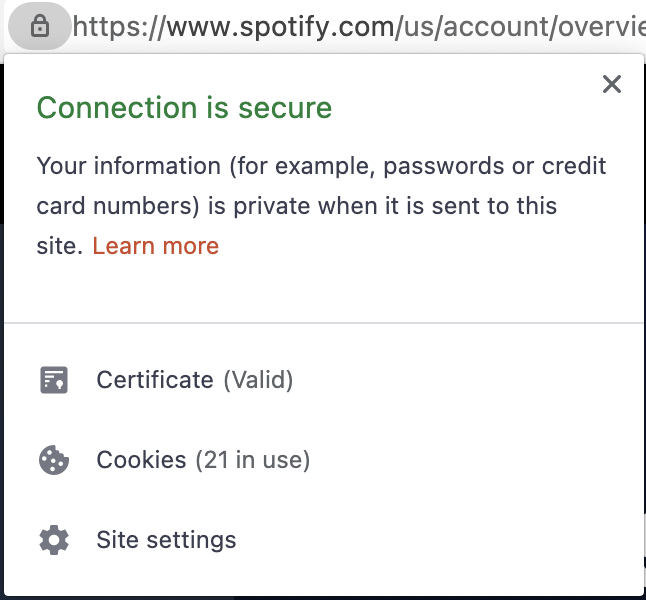 https://www.spotify.com/us/account/overvie
Connection is secure
Your information (for example, passwords or credit
card numbers) is private when it is sent to this
site. Learn more
Certificate (Valid)
Cookies (21 in use)
Site settings